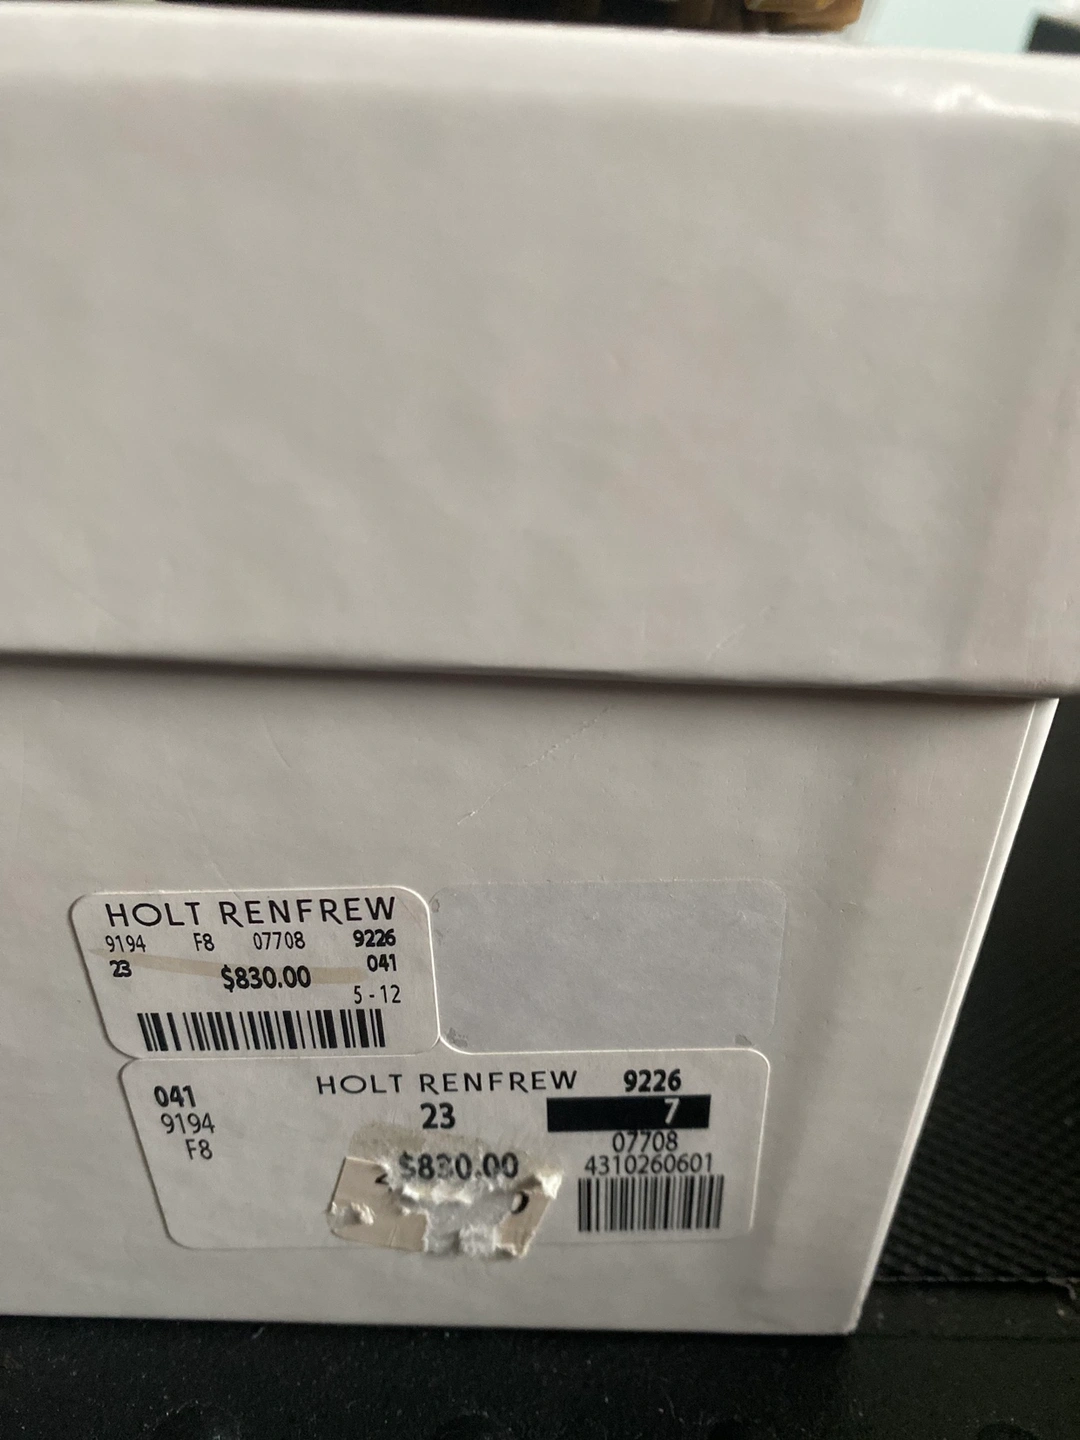 HOLT RENFREW
9194 F8 07708 9226
23 $830.00 041
5-12
HOLT RENFREW 9226
041 23 7
9194 07708
F8 $830.00 4310260601